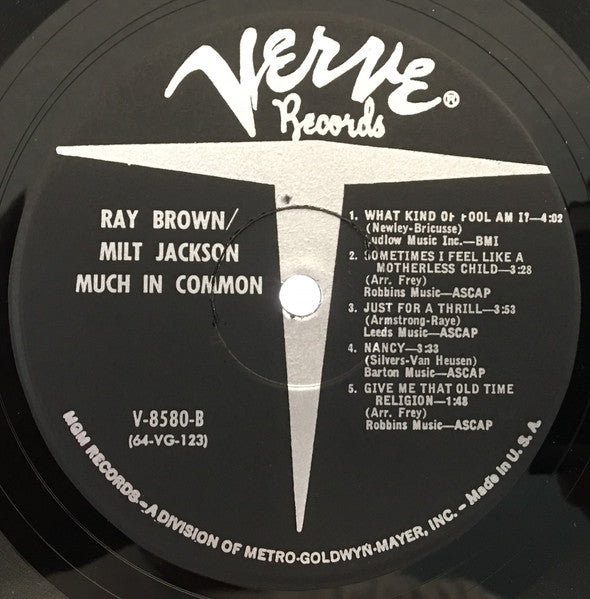 Verve®
Records
RAY BROWN/
MILT JACKSON
MUCH IN COMMON
V-8580-B
(64-VG-123)
1. WHAT KIND OF FOOL AM I?—4:02
(Newley-Bricusse)
Ludlow Music Inc.—BMI
2. SOMETIMES I FEEL LIKE A
MOTHERLESS CHILD—3:28
(Arr. Frey)
Robbins Music—ASCAP
3. JUST FOR A THRILL—3:53
(Armstrong-Raye)
Leeds Music—ASCAP
4. NANCY—3:33
(Silvers-Van Heusen)
Barton Music—ASCAP
5. GIVE ME THAT OLD TIME
RELIGION—1:48
(Arr. Frey)
Robbins Music—ASCAP
MGM RECORDS—A DIVISION OF METRO-GOLDWYN-MAYER, INC.—Made in U.S.A.